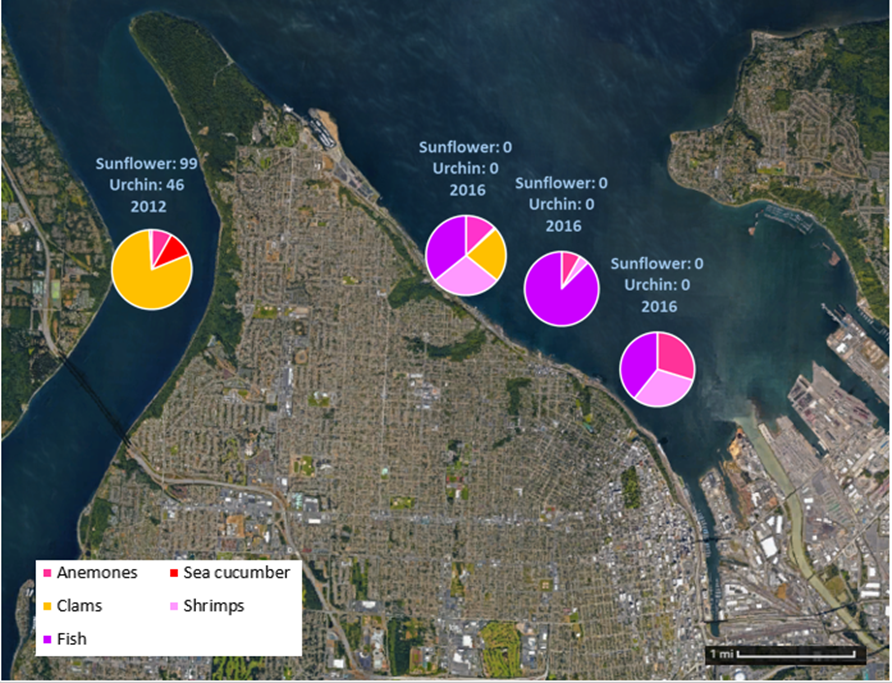 Sunflower: 99
Urchin: 46
2012
Sunflower: 0
Urchin: 0
2016
Sunflower: 0
Urchin: 0
2016
Sunflower: 0
Urchin: 0
2016
Anemones
Sea cucumber
Clams
Shrimps
Fish
1 mi